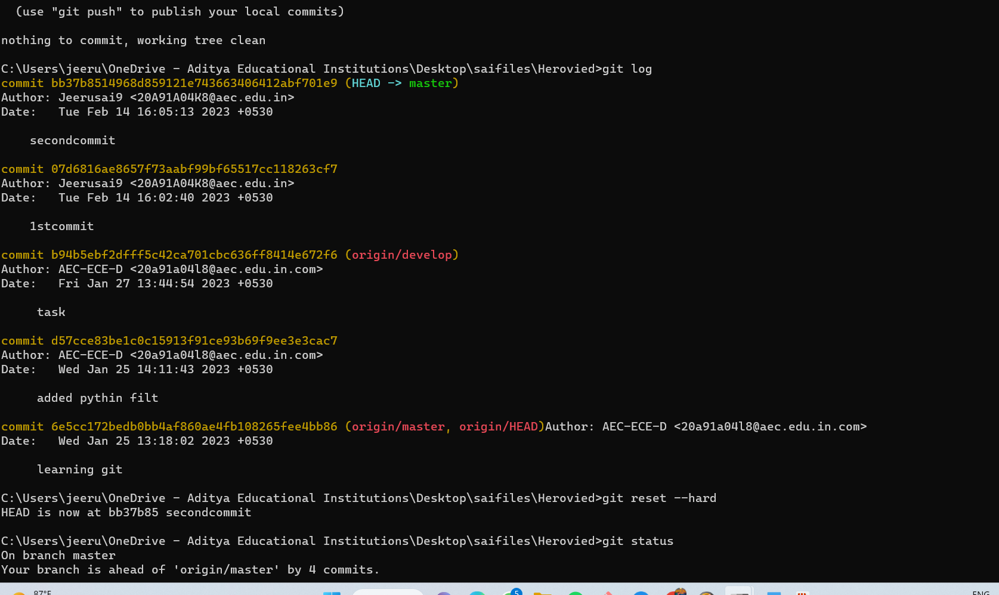 (use "git push" to publish your local commits)
nothing to commit, working tree clean
C:\Users\jeeru\OneDrive - Aditya Educational Institutions\Desktop\saifiles\Herovied>git log
commit bb37b8514968d859121e743663406412abf701e9 (HEAD -> master)
Author: Jeerusai9 <20A91A04K8@aec.edu.in>
Date:   Tue Feb 14 16:05:13 2023 +0530
secondcommit
commit 07d6816ae8657f73aabf99bf65517cc118263cf7
Author: Jeerusai9 <20A91A04K8@aec.edu.in>
Date:   Tue Feb 14 16:02:40 2023 +0530
1stcommit
commit b94b5ebf2dfff5c42ca701cbc636ff8414e672f6 (origin/develop)
Author: AEC-ECE-D <20a91a04l8@aec.edu.in.com>
Date:   Fri Jan 27 13:44:54 2023 +0530
task
commit d57cce83be1c0c15913f91ce93b69f9ee3e3cac7
Author: AEC-ECE-D <20a91a04l8@aec.edu.in.com>
Date:   Wed Jan 25 14:11:43 2023 +0530
added pythin filt
commit 6e5cc172bedb0bb4af860ae4fb108265fee4bb86 (origin/master, origin/HEAD)Author: AEC-ECE-D <20a91a04l8@aec.edu.in.com>
Date:   Wed Jan 25 13:18:02 2023 +0530
learning git
C:\Users\jeeru\OneDrive - Aditya Educational Institutions\Desktop\saifiles\Herovied>git reset --hard
HEAD is now at bb37b85 secondcommit
C:\Users\jeeru\OneDrive - Aditya Educational Institutions\Desktop\saifiles\Herovied>git status
On branch master
Your branch is ahead of 'origin/master' by 4 commits.
87°F 5 ENG